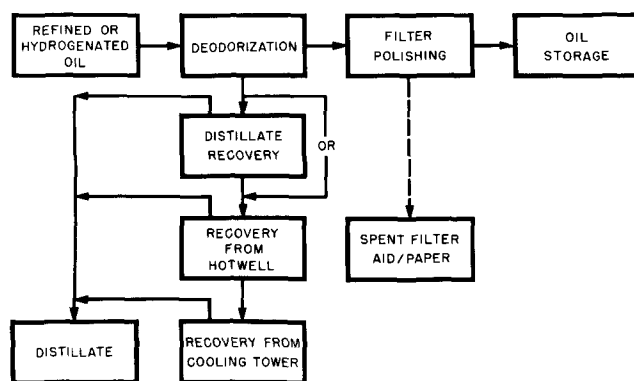 REFINED OR
HYDROGENATED
OIL
DEODORIZATION
FILTER
POLISHING
OIL
STORAGE
DISTILLATE
RECOVERY
OR
RECOVERY
FROM
HOTWELL
SPENT FILTER
AID/PAPER
DISTILLATE
RECOVERY FROM
COOLING TOWER